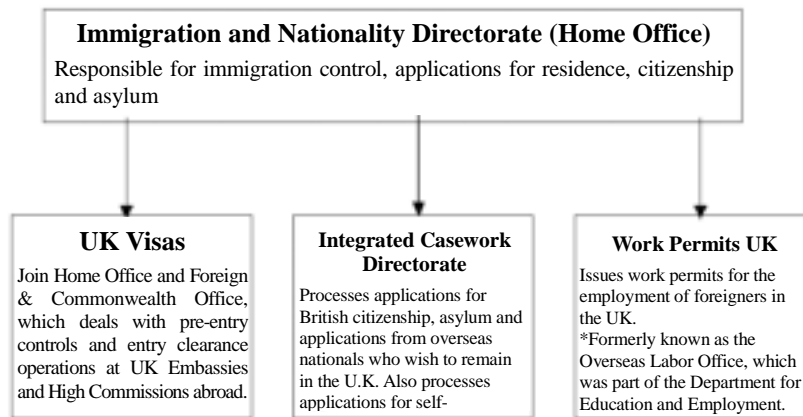 Immigration and Nationality Directorate (Home Office)
Responsible for immigration control, applications for residence, citizenship
and asylum
UK Visas
Join Home Office and Foreign
& Commonwealth Office,
which deals with pre-entry
controls and entry clearance
operations at UK Embassies
and High Commissions abroad.
Integrated Casework
Directorate
Processes applications for
British citizenship, asylum and
applications from overseas
nationals who wish to remain
in the U.K. Also processes
applications for self-
Work Permits UK
Issues work permits for the
employment of foreigners in
the UK.
*Formerly known as the
Overseas Labor Office, which
was part of the Department for
Education and Employment.